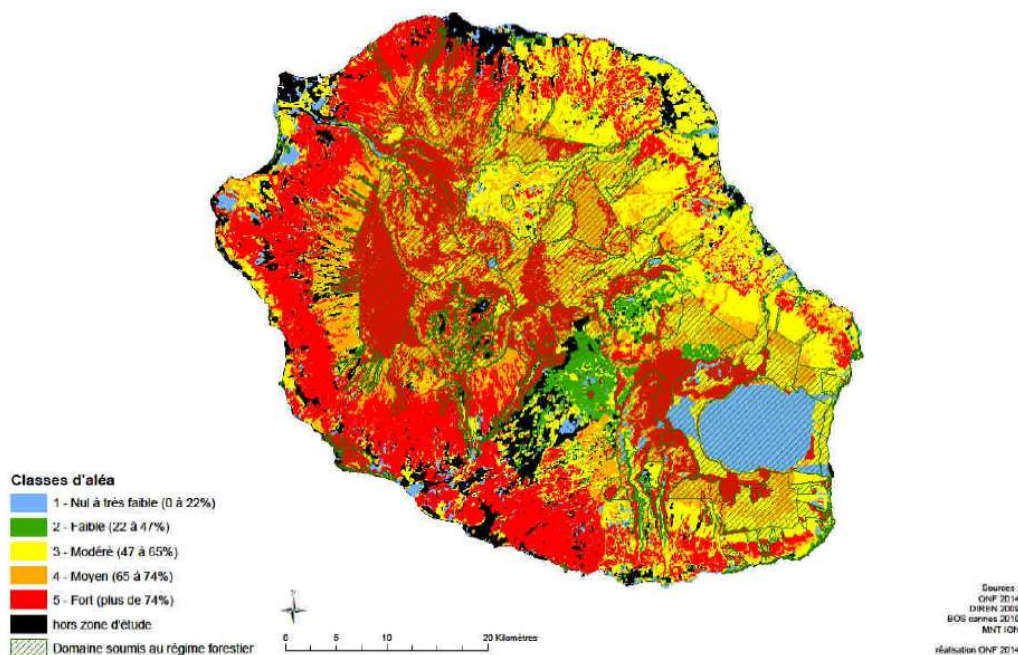 Classes d'aléa
1 - Nul à très faible (0 à 22%)
2 - Faible (22 à 47%)
3 - Modéré (47 à 65%)
4 - Moyen (65 à 74%)
5 - Fort (plus de 74%)
hors zone d'étude
Domaine soumis au régime forestier
0 5 10 20 Kilomètres
Sources :
ONF 2014
DIREN 2009
BOS cannes 2010
MNT IGN
réalisation ONF 2014